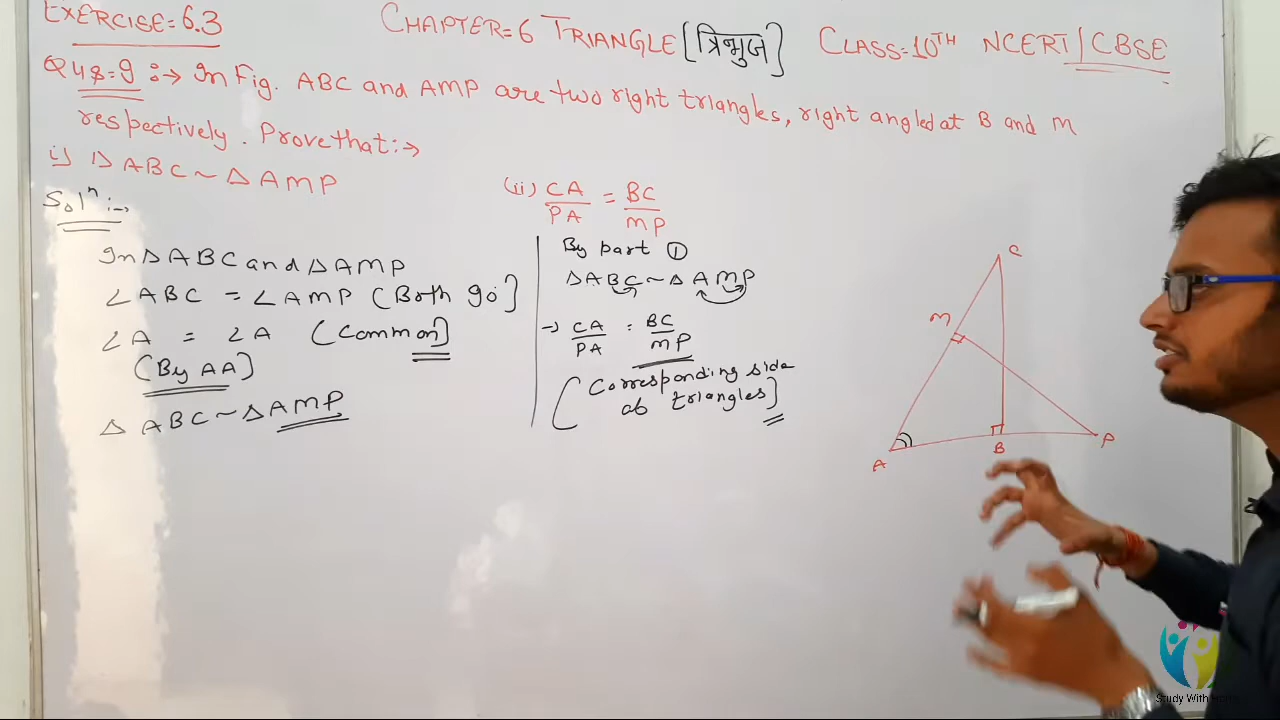 EXERCISE=6.3
CHAPTER=6 TRIANGLE [त्रिभुज] CLASS=10TH NCERT/CBSE
Qus=9 :→ In Fig. ABC and AMP are two right triangles, right angled at B and M
respectively. Prove that :→
i) Δ ABC ~ Δ AMP
(ii) CA/PA = BC/MP
Solⁿ :→
In Δ ABC and Δ AMP
∠ABC = ∠AMP (Both 90°]
∠A = ∠A (Common]
(By AA]
Δ ABC ~ Δ AMP
By part ①
Δ ABC ~ Δ AMP
→ CA/PA = BC/MP
(Corresponding side
ob triangles]
C
M
A
B
P
Study With